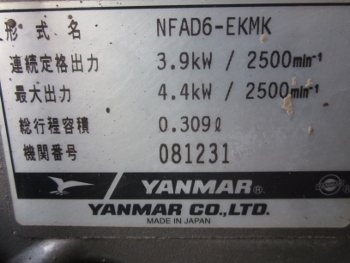 形式名 NFAD6-EKMK
連続定格出力 3.9kW / 2500min⁻¹
最大出力 4.4kW / 2500min⁻¹
総行程容積 0.309ℓ
機関番号 081231
YANMAR®
YANMAR CO.,LTD.
MADE IN JAPAN